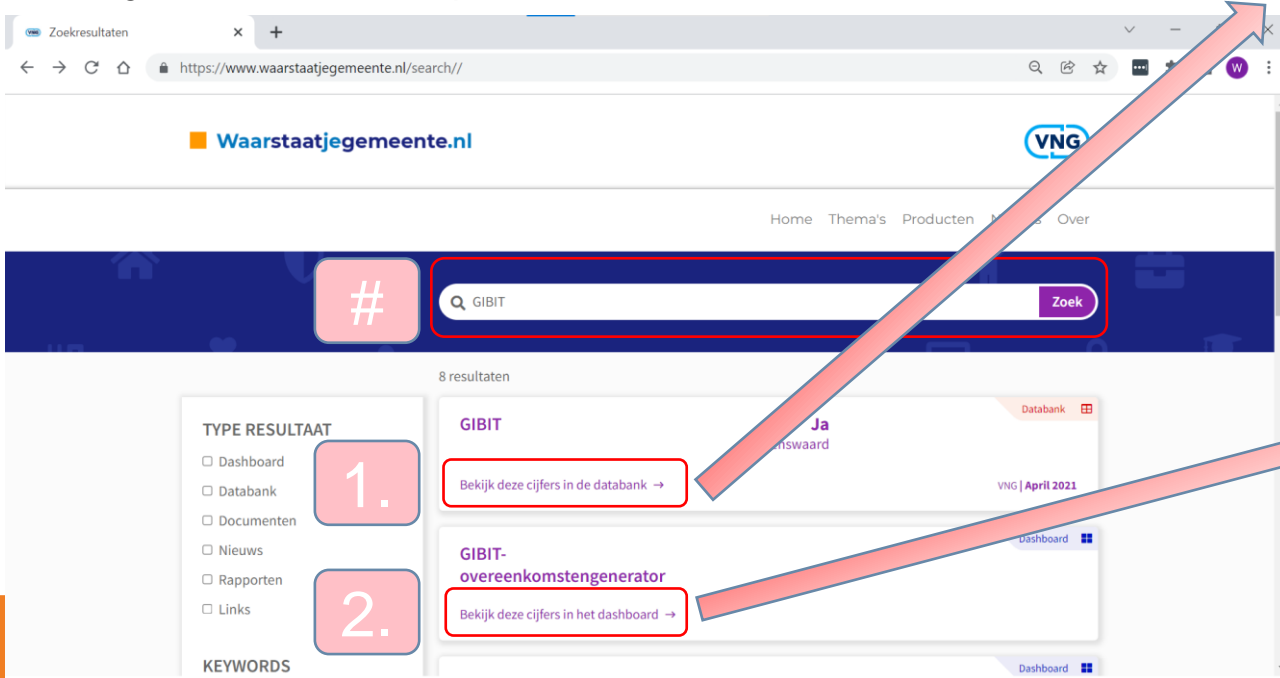 Zoekresultaten
https://www.waarstaatjegemeente.nl/search//
W
Waarstaatjegemeente.nl
VNG
Home Thema's Producten Over
#
GIBIT
Zoek
8 resultaten
TYPE RESULTAAT
Dashboard
Databank
Documenten
Nieuws
Rapporten
Links
KEYWORDS
1.
2.
GIBIT
Ja
Databank
Bekijk deze cijfers in de databank →
VNG | April 2021
GIBIT-
overeenkomstengenerator
Dashboard
Bekijk deze cijfers in het dashboard →
Dashboard